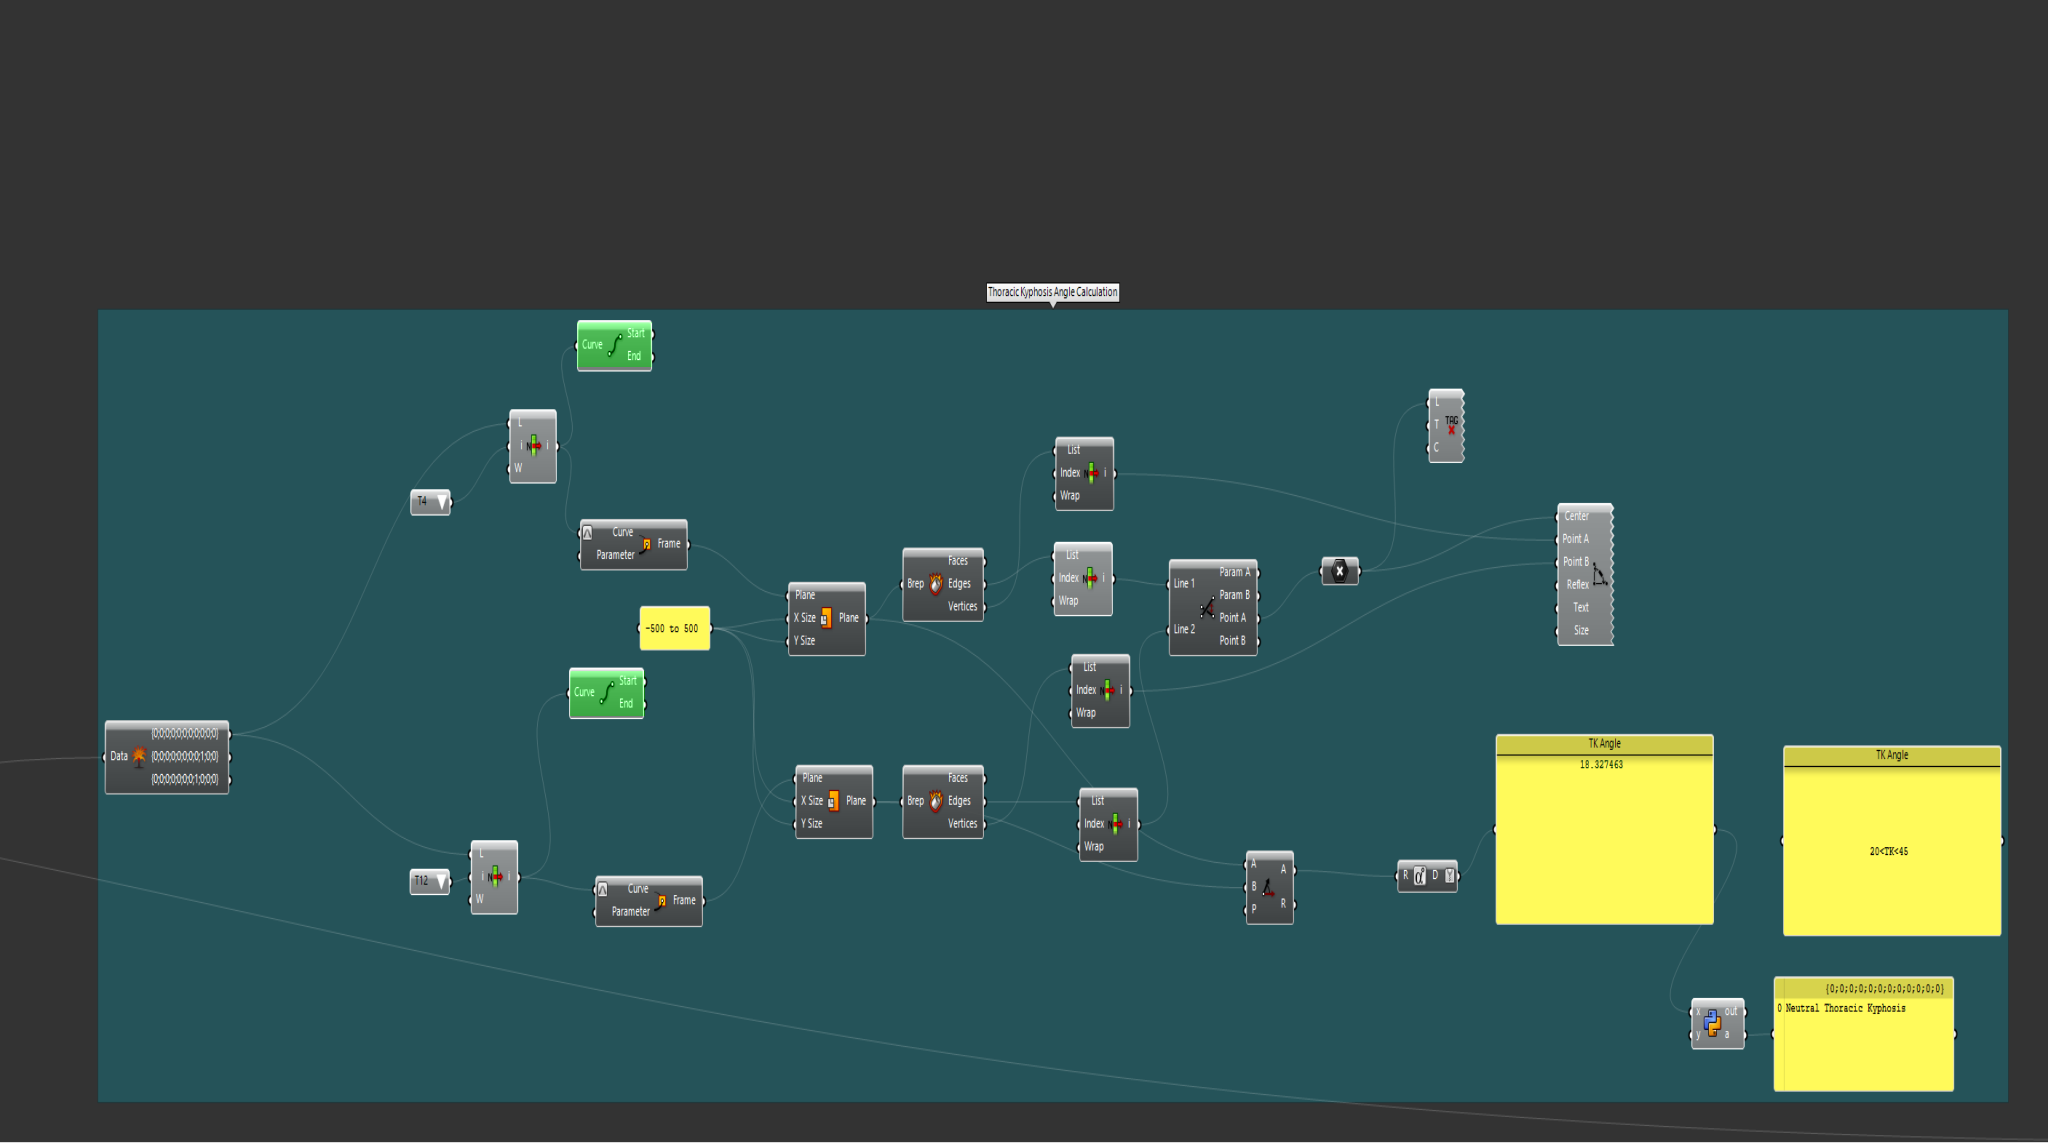 Thoracic Kyphosis Angle Calculation
Curve
Start
End
L
i
W
N
i
T4
Curve
Parameter
Frame
-500 to 500
Curve
Start
End
Plane
X Size
Y Size
Plane
Brep
Faces
Edges
Vertices
List
Index
Wrap
N
i
List
Index
Wrap
N
i
Line 1
Line 2
Param A
Param B
Point A
Point B
L
T
C
TAG
Center
Point A
Point B
Reflex
Text
Size
List
Index
Wrap
N
i
Data
{0;0;0;0;0;0;0;0;0;0;0}
{0;0;0;0;0;0;0;0;1;0;0}
{0;0;0;0;0;0;0;1;0;0;0}
T12
L
i
W
N
i
Curve
Parameter
Frame
Plane
X Size
Y Size
Plane
Brep
Faces
Edges
Vertices
List
Index
Wrap
N
i
A
B
P
A
R
R
α
D
TK Angle
18.327463
TK Angle
20<TK<45
x
y
out
a
{0;0;0;0;0;0;0;0;0;0;0;0}
0 Neutral Thoracic Kyphosis